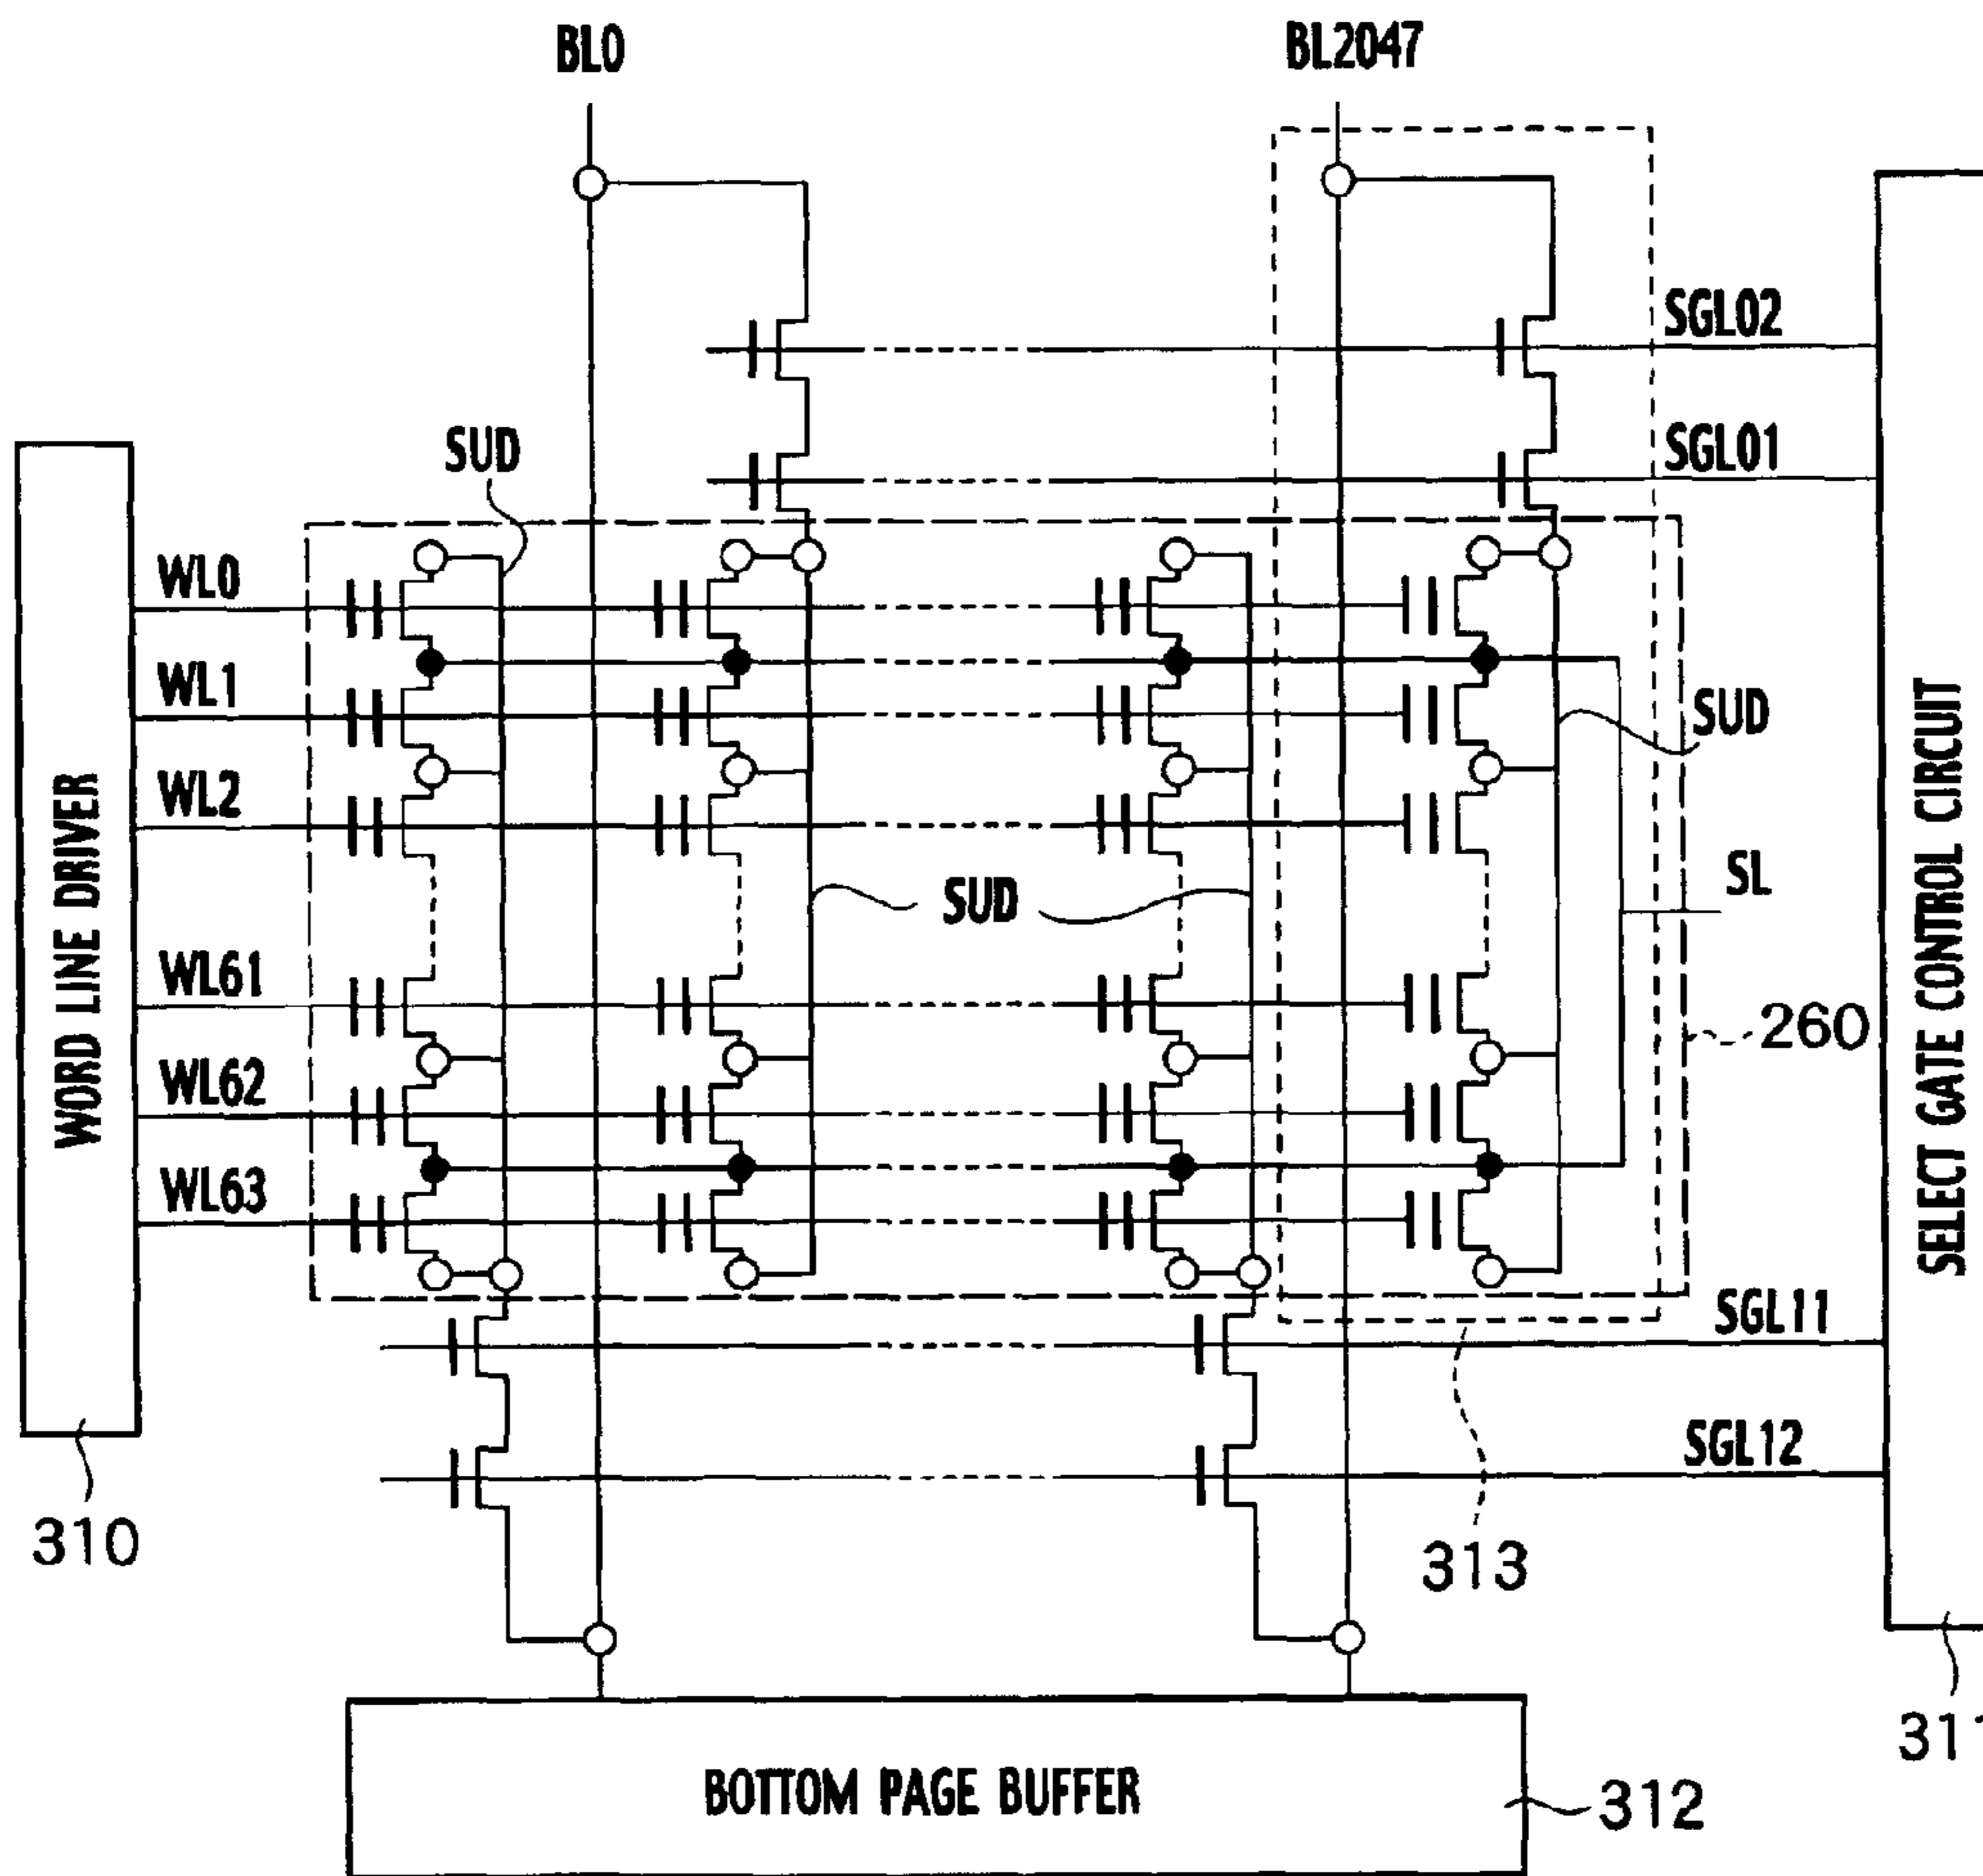 BL0
BL2047
SGL02
SUD
SGL01
WL0
WL1
SUD
WL2
SUD
SL
WL61
260
WL62
WL63
SGL11
SGL12
WORD LINE DRIVER
SELECT GATE CONTROL CIRCUIT
310
313
311
BOTTOM PAGE BUFFER
312